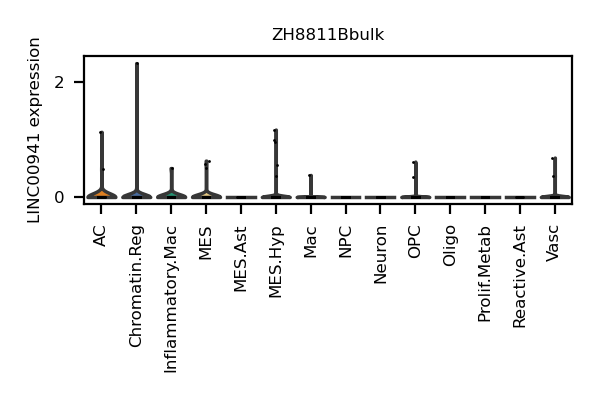 ZH8811Bbulk
LINC00941 expression
2
0
AC
Chromatin.Reg
Inflammatory.Mac
MES
MES.Ast
MES.Hyp
Mac
NPC
Neuron
OPC
Oligo
Prolif.Metab
Reactive.Ast
Vasc